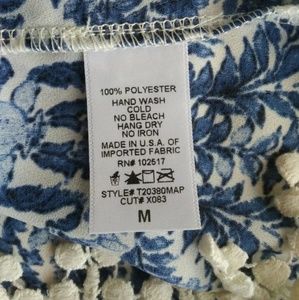 100% POLYESTER
HAND WASH
COLD
NO BLEACH
HANG DRY
NO IRON
MADE IN U.S.A. OF
IMPORTED FABRIC
RN# 102517
STYLE# T20380MAP
CUT# X083
M